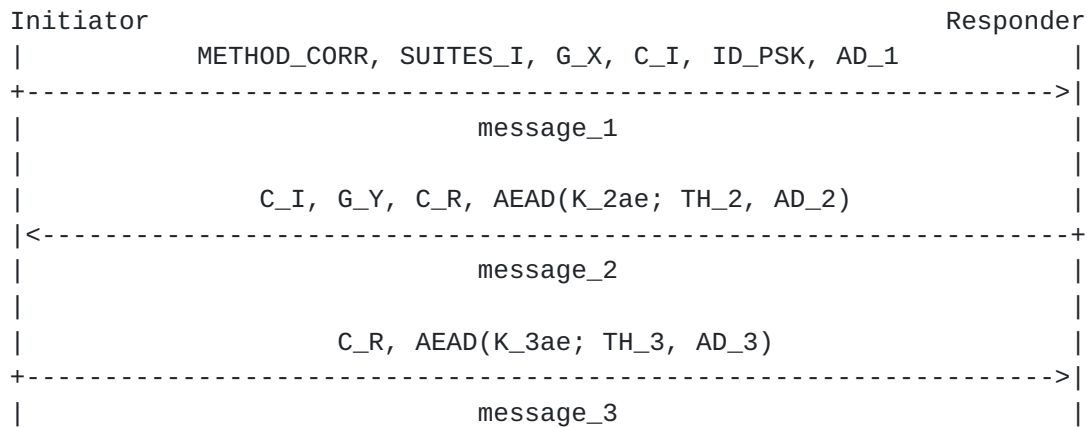 Initiator                                                   Responder
|           METHOD_CORR, SUITES_I, G_X, C_I, ID_PSK, AD_1           |
+------------------------------------------------------------------>|
|                             message_1                             |
|                                                                   |
|               C_I, G_Y, C_R, AEAD(K_2ae; TH_2, AD_2)              |
|<------------------------------------------------------------------+
|                             message_2                             |
|                                                                   |
|                    C_R, AEAD(K_3ae; TH_3, AD_3)                   |
+------------------------------------------------------------------>|
|                             message_3                             |